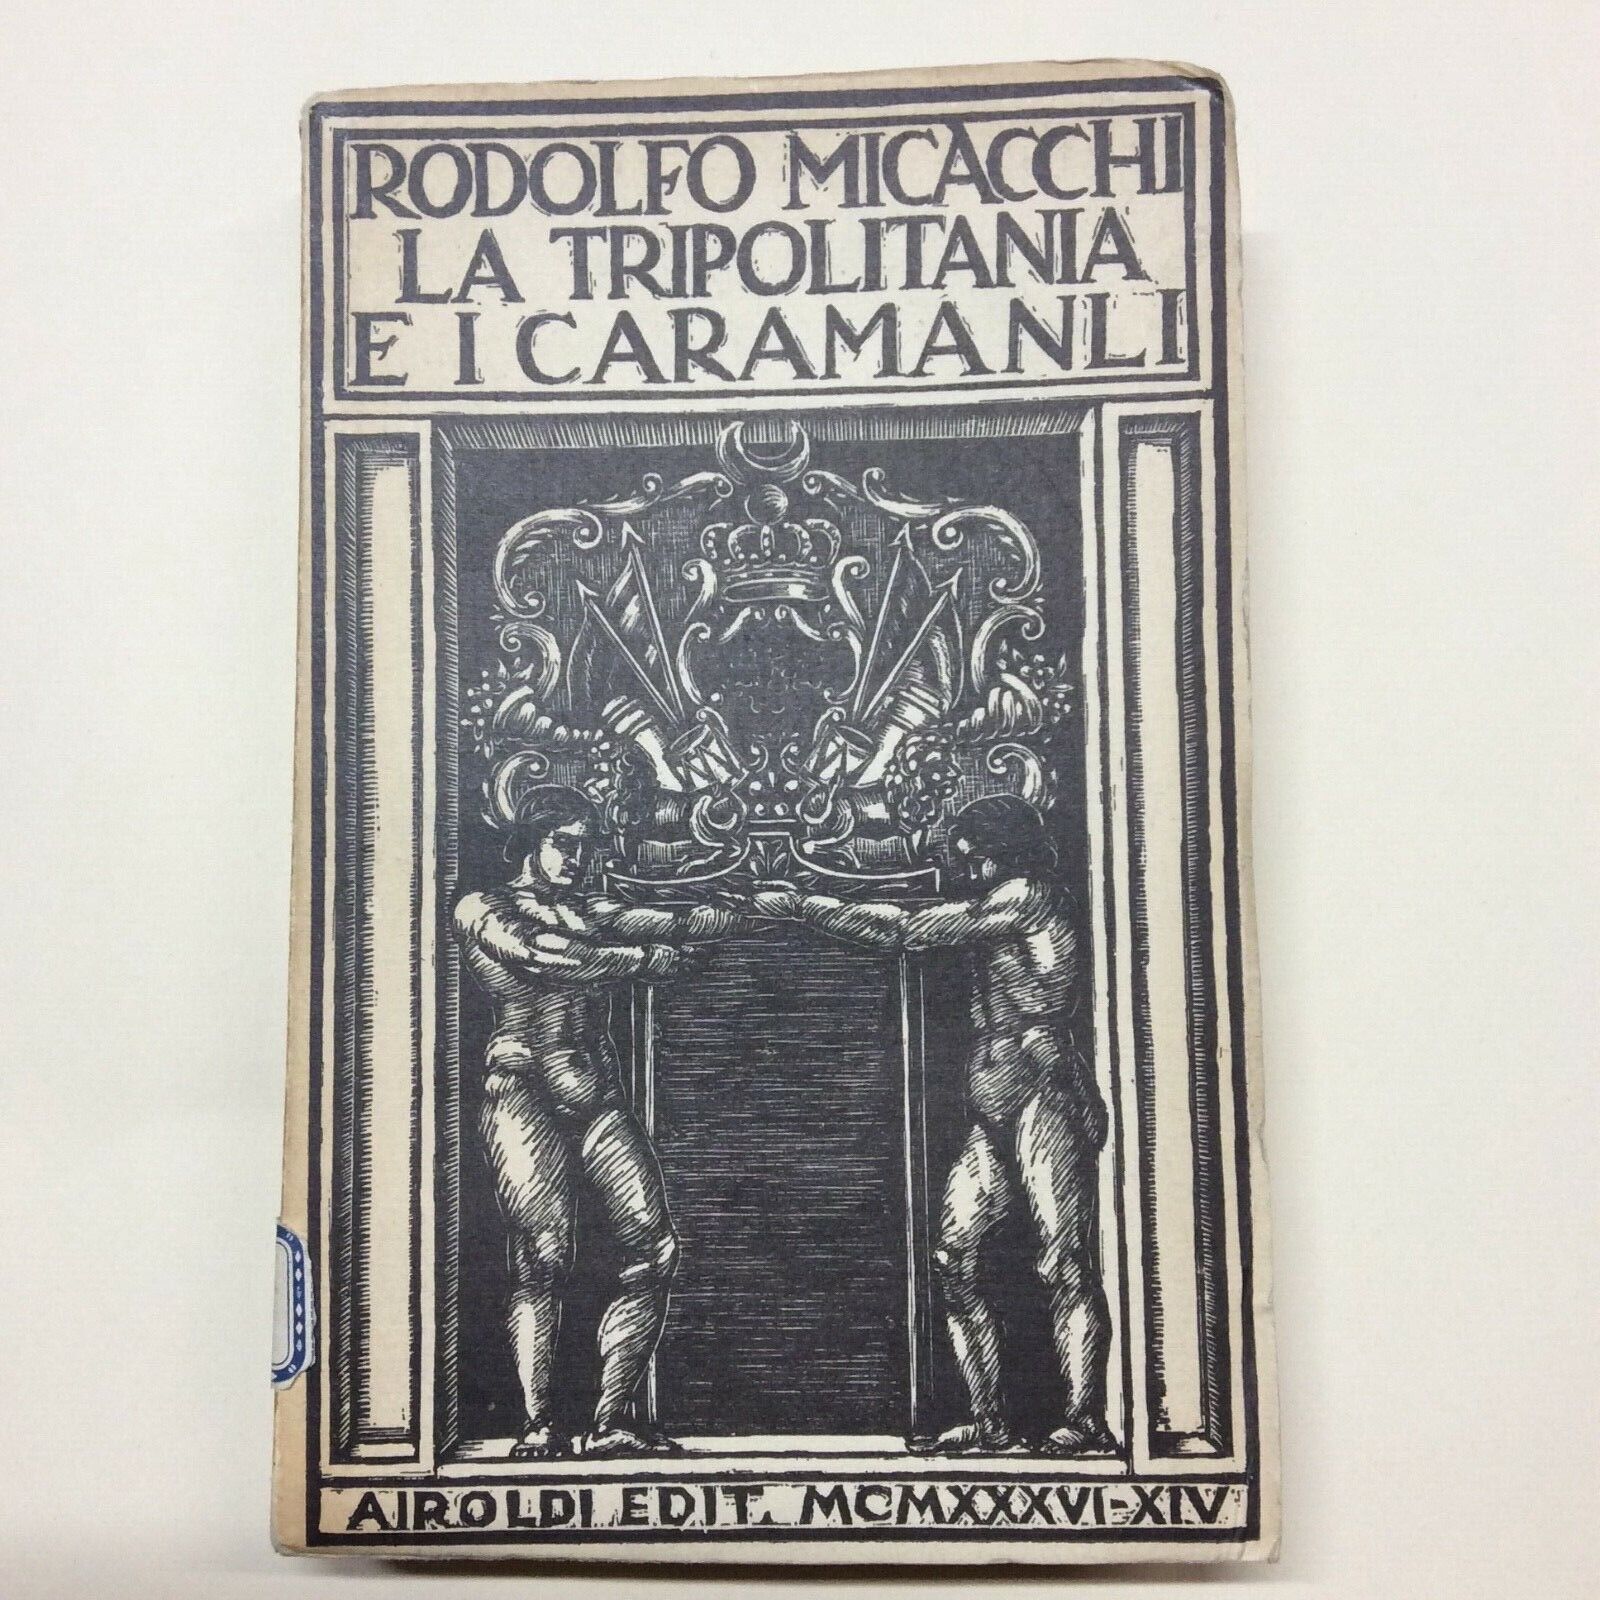 RODOLFO MICACCHI
LA TRIPOLITANIA
E I CARAMANLI
AIROLDI EDIT. MCMXXXVI-XIV